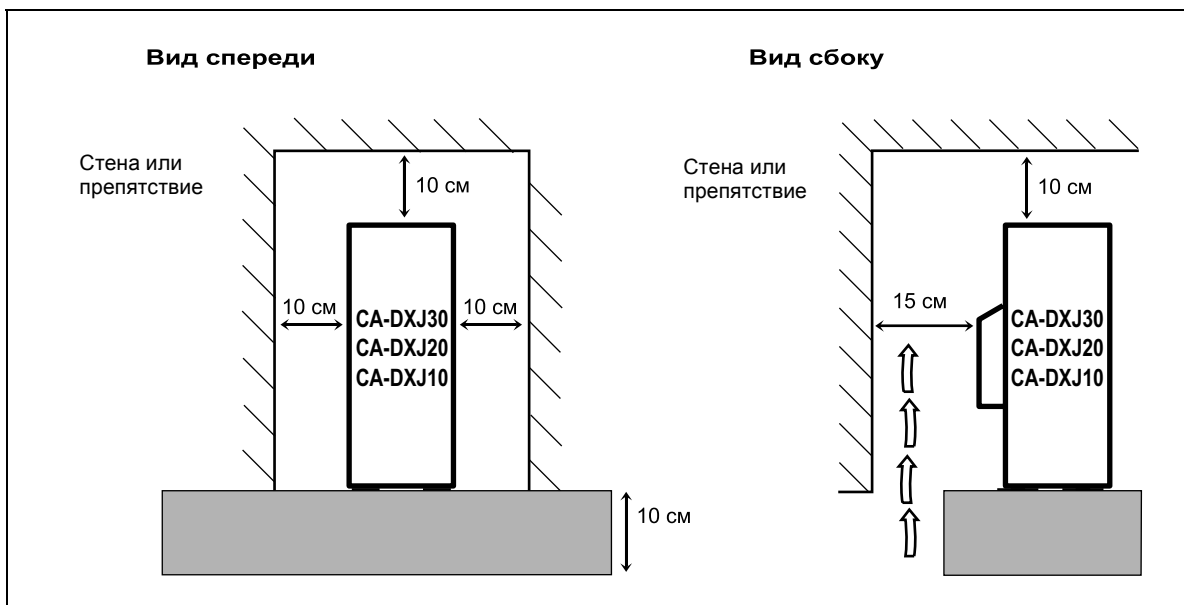 Вид спереди
Стена или
препятствие
10 см
10 см
10 см
CA-DXJ30
CA-DXJ20
CA-DXJ10
10 см
Вид сбоку
Стена или
препятствие
10 см
15 см
CA-DXJ30
CA-DXJ20
CA-DXJ10